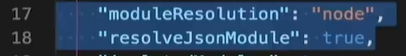 17 "moduleResolution": "node",
18 "resolveJsonModule": true,